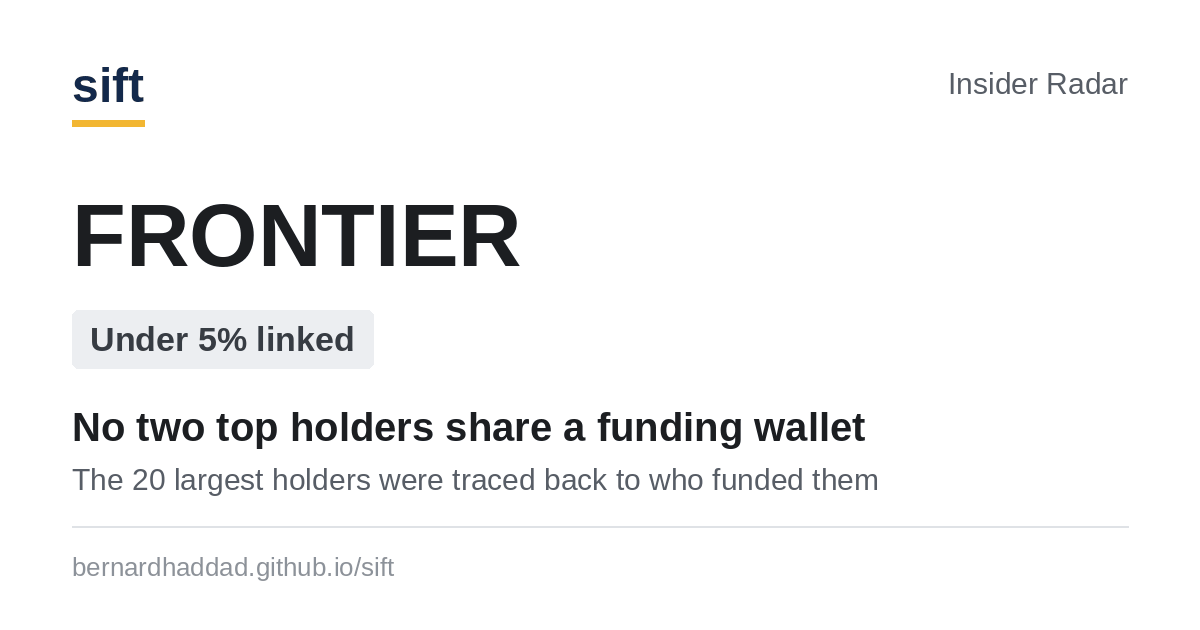 sift
Insider Radar
FRONTIER
Under 5% linked
No two top holders share a funding wallet
The 20 largest holders were traced back to who funded them
bernardhaddad.github.io/sift